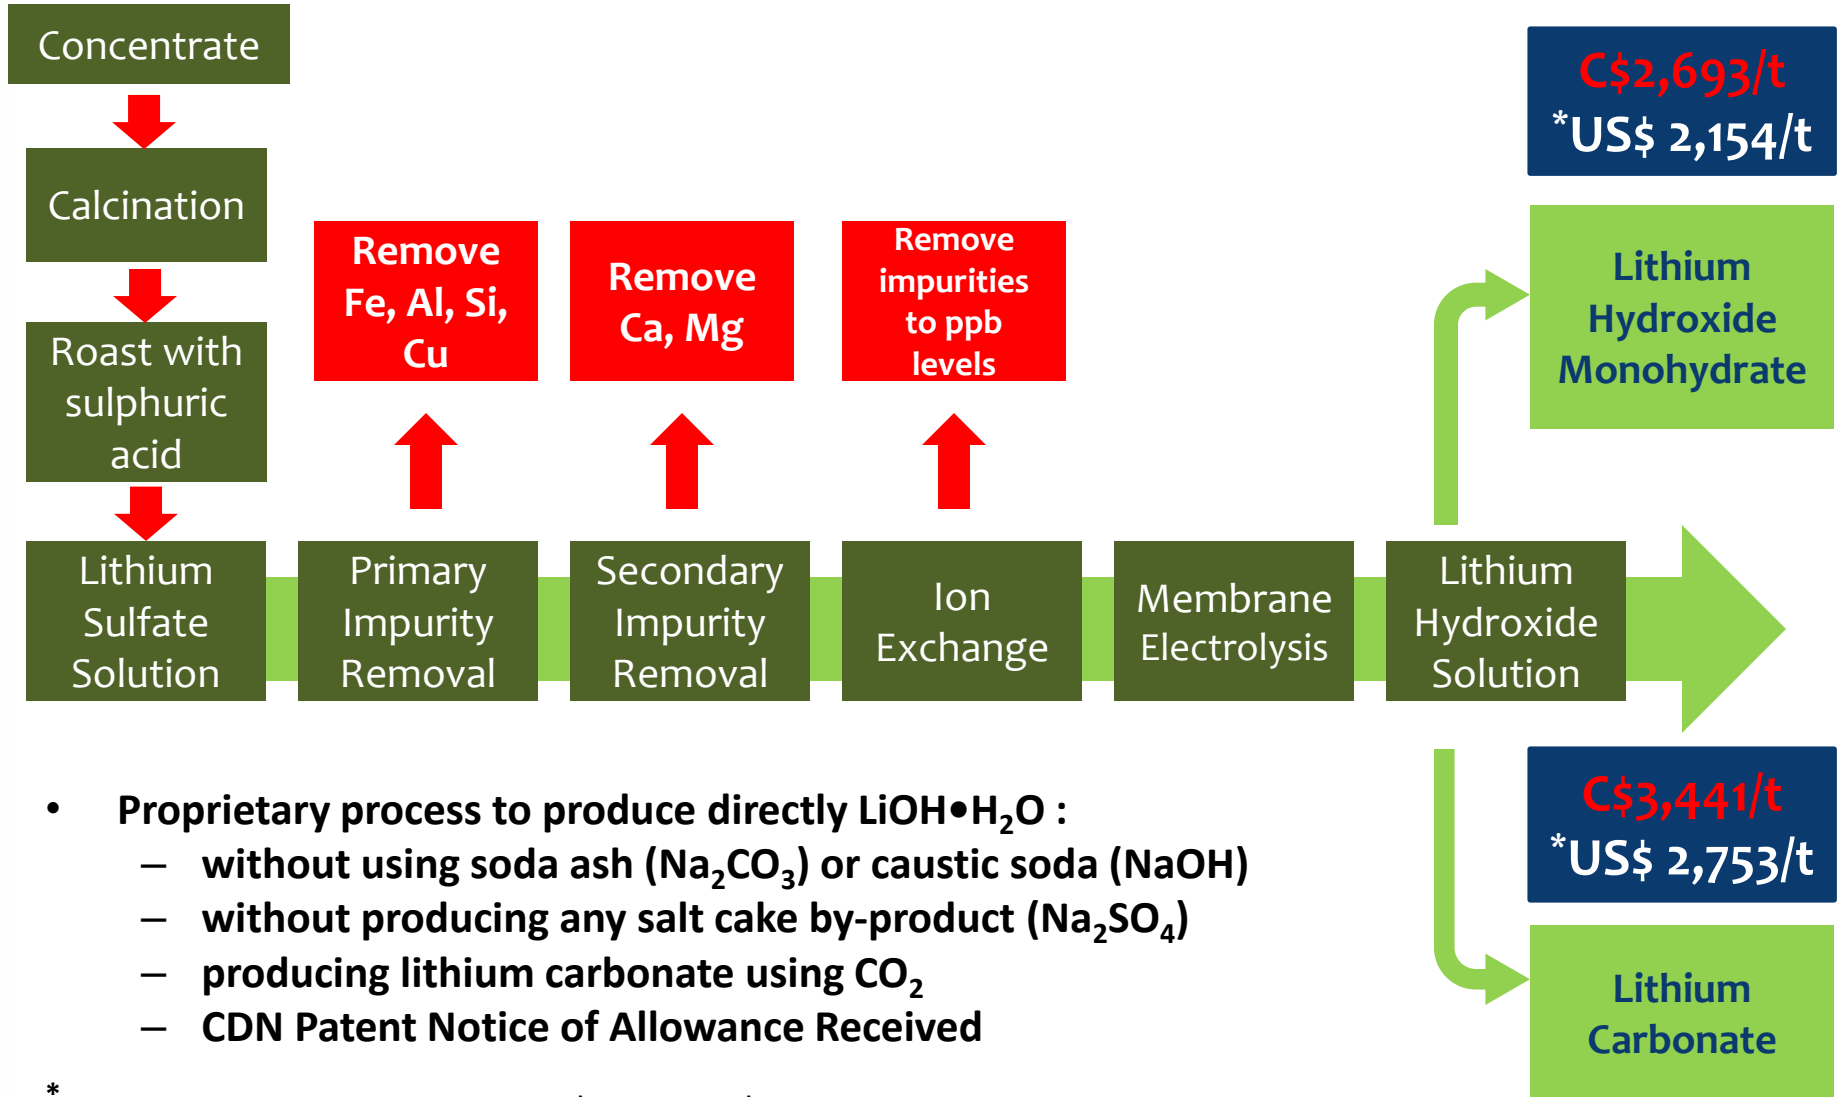 Concentrate
Calcination
Roast with
sulphuric
acid
Lithium
Sulfate
Solution
Primary
Impurity
Removal
Remove
Fe, Al, Si,
Cu
Secondary
Impurity
Removal
Remove
Ca, Mg
Ion
Exchange
Remove
impurities
to ppb
levels
Membrane
Electrolysis
Lithium
Hydroxide
Solution
C$2,693/t
*US$ 2,154/t
Lithium
Hydroxide
Monohydrate
C$3,441/t
*US$ 2,753/t
Lithium
Carbonate
• Proprietary process to produce directly LiOH•H₂O :
– without using soda ash (Na₂CO₃) or caustic soda (NaOH)
– without producing any salt cake by-product (Na₂SO₄)
– producing lithium carbonate using CO₂
– CDN Patent Notice of Allowance Received
*